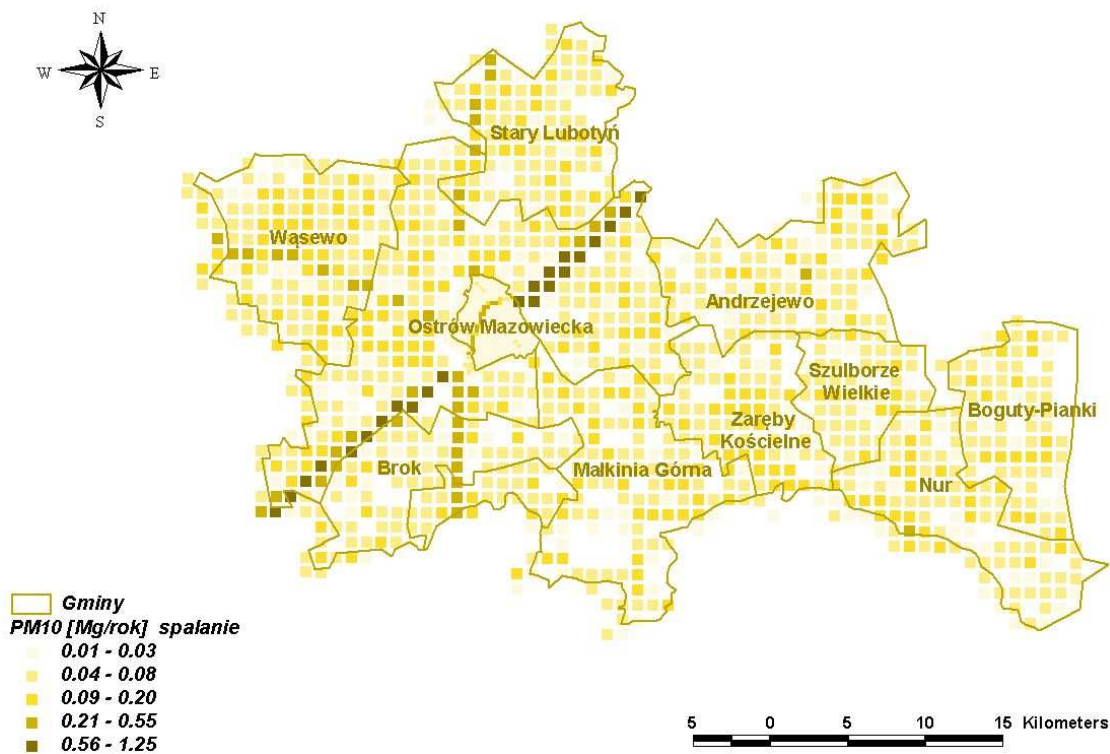 N
W E
S
Stary Lubotyń
Wąsewo
Andrzejewo
Ostrów Mazowiecka
Szulborze
Wielkie
Boguty-Pianki
Zaręby
Kościelne
Brok
Małkinia Górna
Nur
Gminy
PM10 [Mg/rok] spalanie
0.01 - 0.03
0.04 - 0.08
0.09 - 0.20
0.21 - 0.55
0.56 - 1.25
5 0 5 10 15 Kilometers